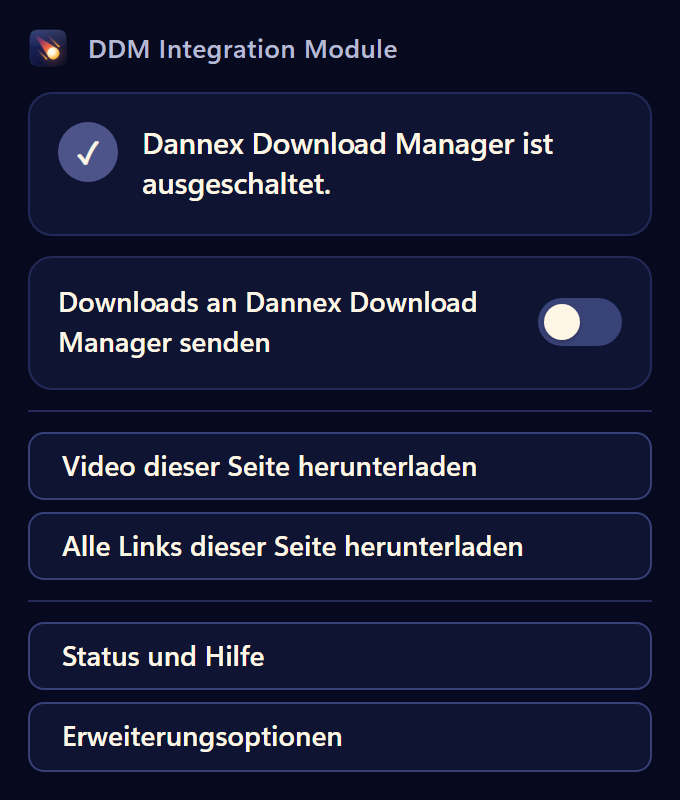 DDM Integration Module
Dannex Download Manager ist
ausgeschaltet.
Downloads an Dannex Download
Manager senden
Video dieser Seite herunterladen
Alle Links dieser Seite herunterladen
Status und Hilfe
Erweiterungsoptionen